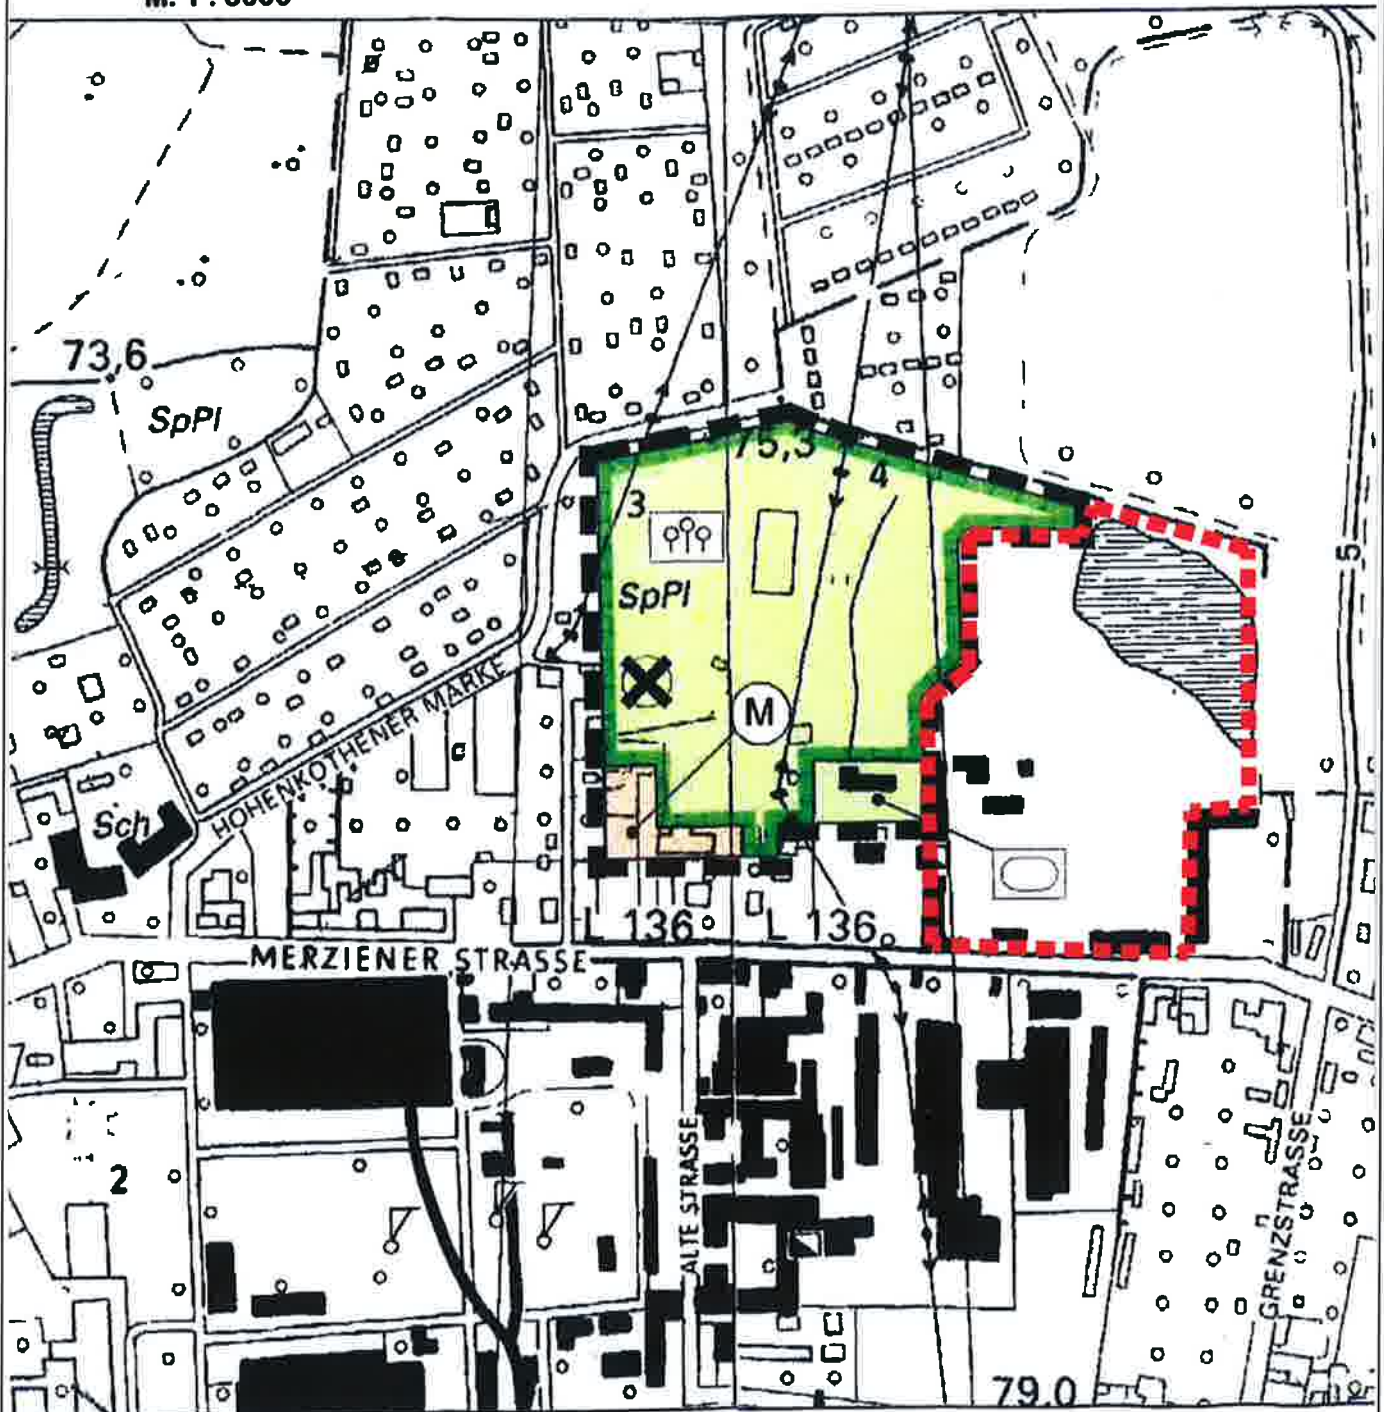 73,6
SpPl
75,3
4
3
SpPl
5
M
HOHENKÖTHENER MARKE
Sch
L 136
L 136
MERZIENER STRASSE
ALTE STRASSE
2
GRENZSTRASSE
79,0